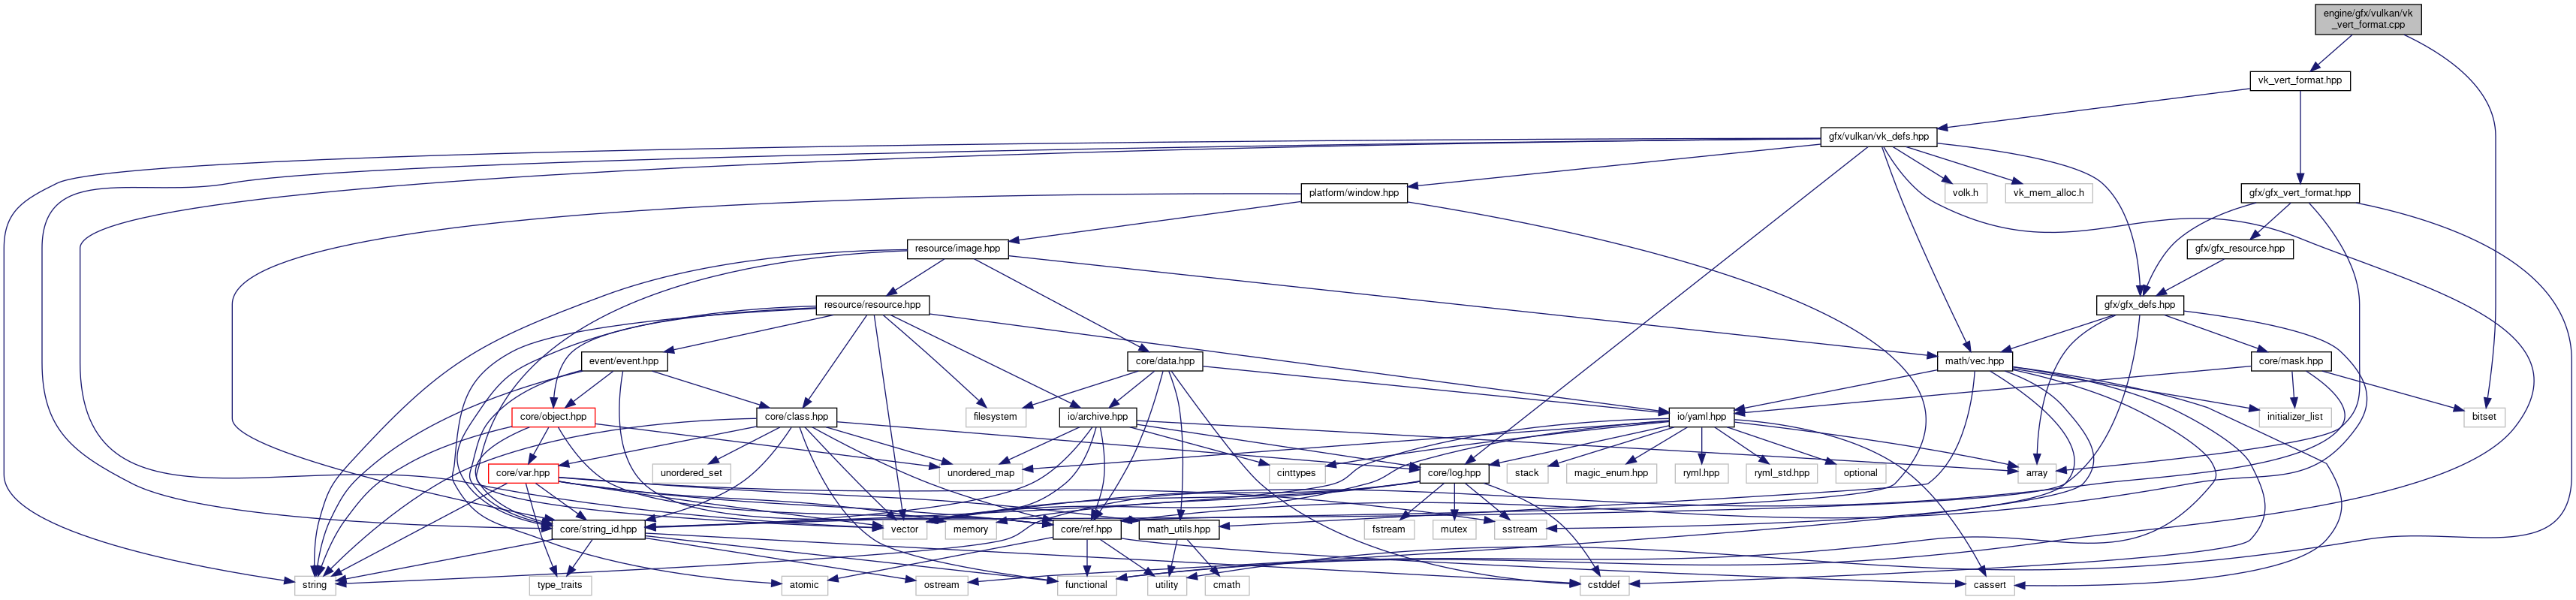 engine/gfx/vulkan/vk
_vert_format.cpp
vk_vert_format.hpp
gfx/vulkan/vk_defs.hpp
platform/window.hpp
volk.h
vk_mem_alloc.h
gfx/gfx_vert_format.hpp
resource/image.hpp
gfx/gfx_resource.hpp
resource/resource.hpp
gfx/gfx_defs.hpp
event/event.hpp
core/data.hpp
math/vec.hpp
core/mask.hpp
core/object.hpp
core/class.hpp
filesystem
io/archive.hpp
io/yaml.hpp
initializer_list
bitset
core/var.hpp
unordered_set
unordered_map
cinttypes
core/log.hpp
stack
magic_enum.hpp
ryml.hpp
ryml_std.hpp
optional
array
core/string_id.hpp
vector
memory
core/ref.hpp
math_utils.hpp
fstream
mutex
sstream
string
type_traits
atomic
ostream
functional
utility
cmath
cstddef
cassert